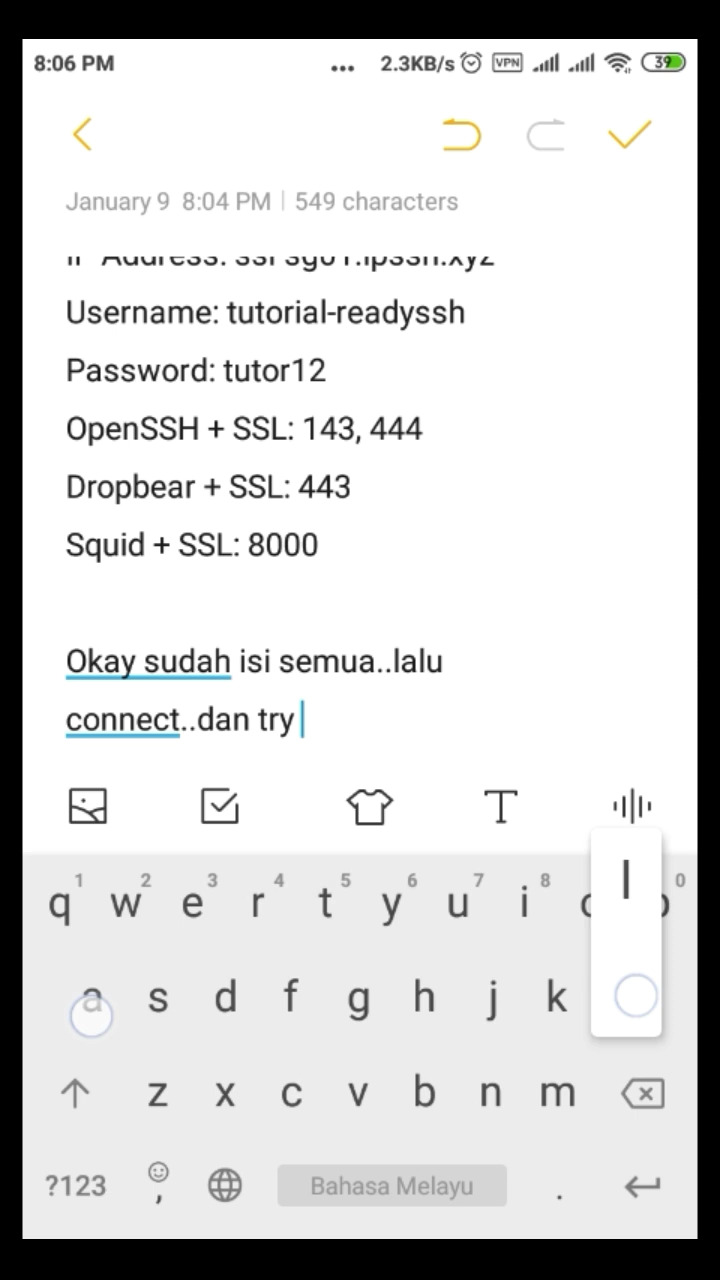 8:06 PM ... 2.3KB/s VPN 39
January 9 8:04 PM | 549 characters
Address:
Username: tutorial-readyssh
Password: tutor12
OpenSSH + SSL: 143, 444
Dropbear + SSL: 443
Squid + SSL: 8000
Okay sudah isi semua..lalu
connect..dan try
T
l
1 2 3 4 5 6 7 8 0
q w e r t y u i
a s d f g h j k
z x c v b n m
?123 , Bahasa Melayu .